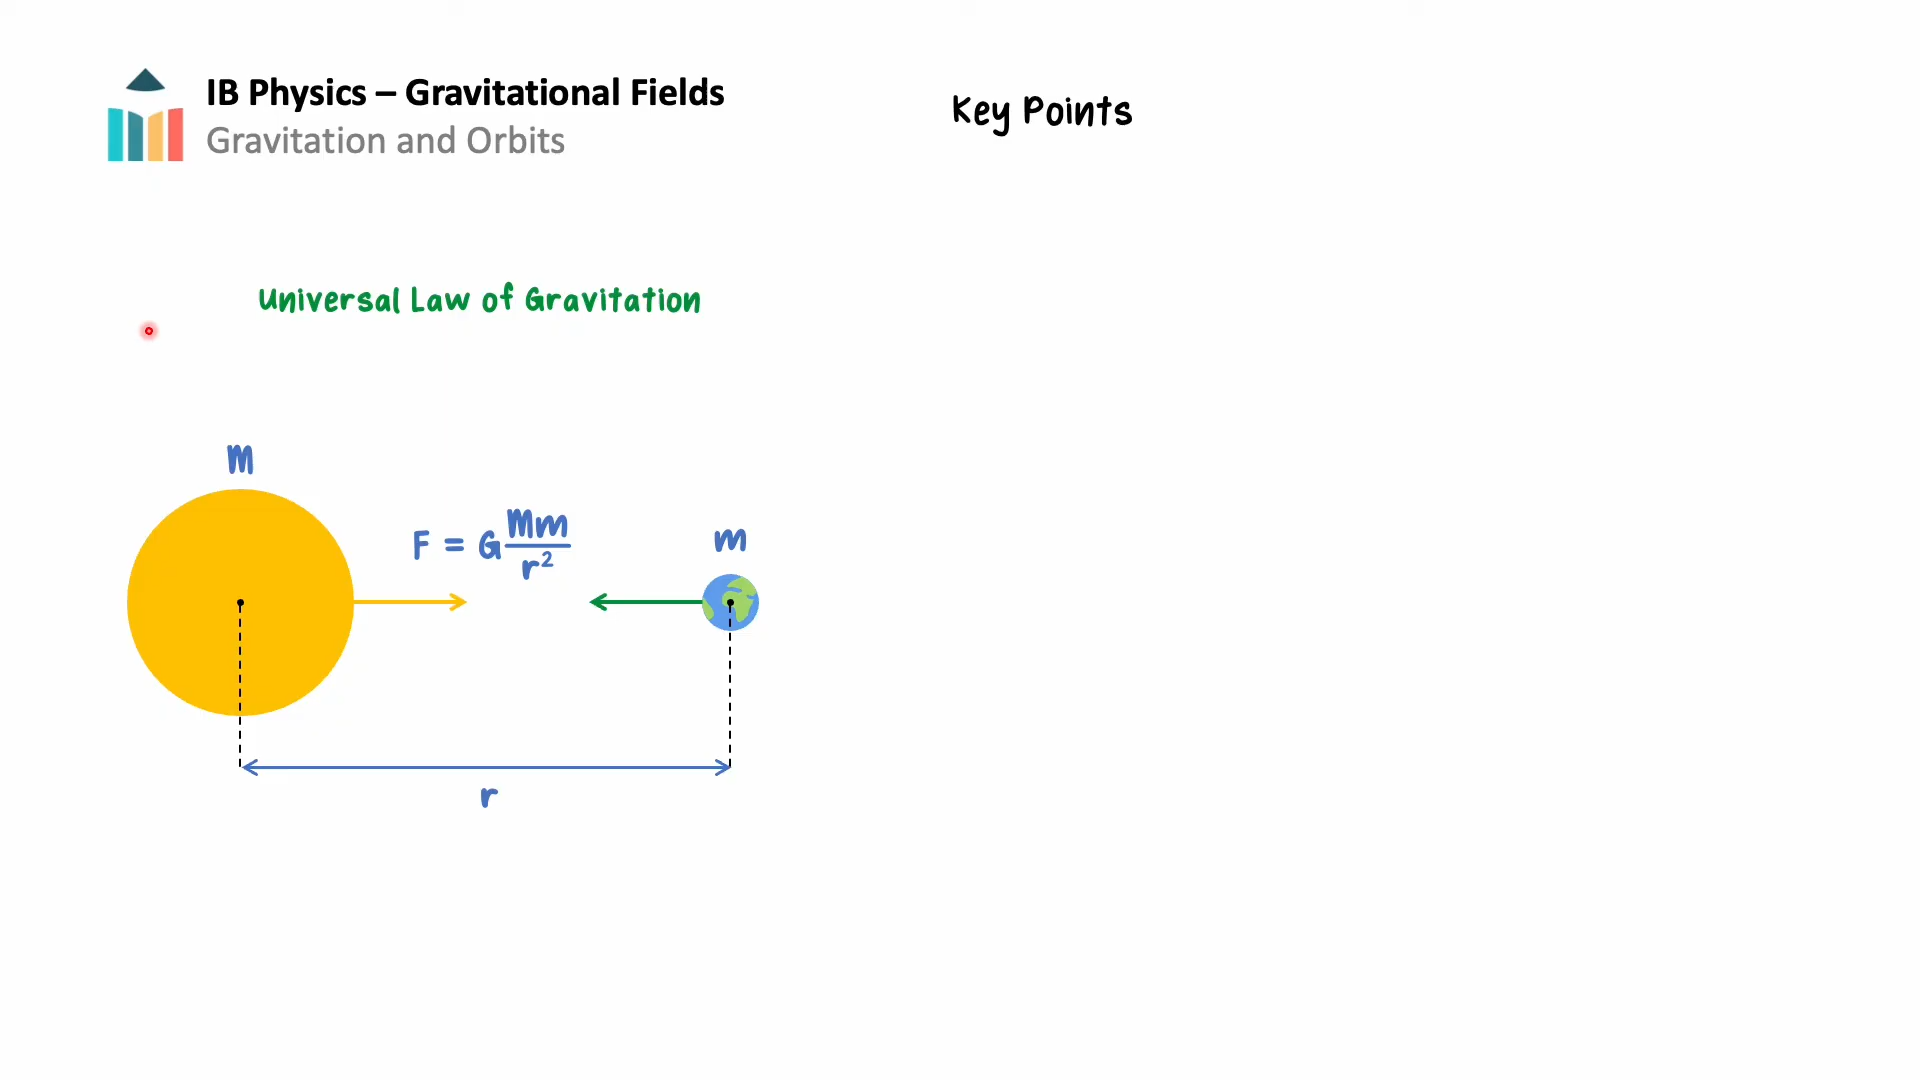 IB Physics – Gravitational Fields
Gravitation and Orbits
Key Points
Universal Law of Gravitation
M
F = G Mm/r²
m
r